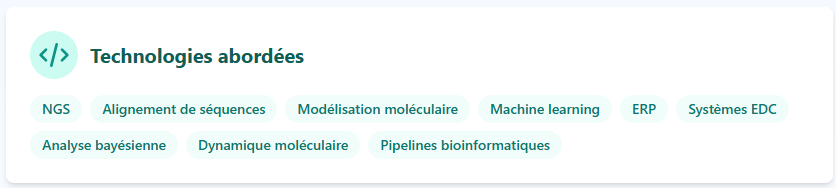 Technologies abordées
NGS Alignement de séquences Modélisation moléculaire Machine learning ERP Systèmes EDC
Analyse bayésienne Dynamique moléculaire Pipelines bioinformatiques